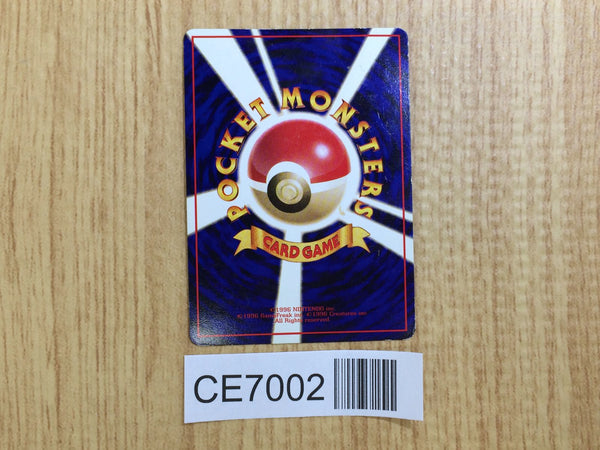 POCKET MONSTERS
CARD GAME
©1996 NINTENDO inc.
©1996 GameFreak inc. ©1996 Creatures inc.
All Rights Reserved.
CE7002